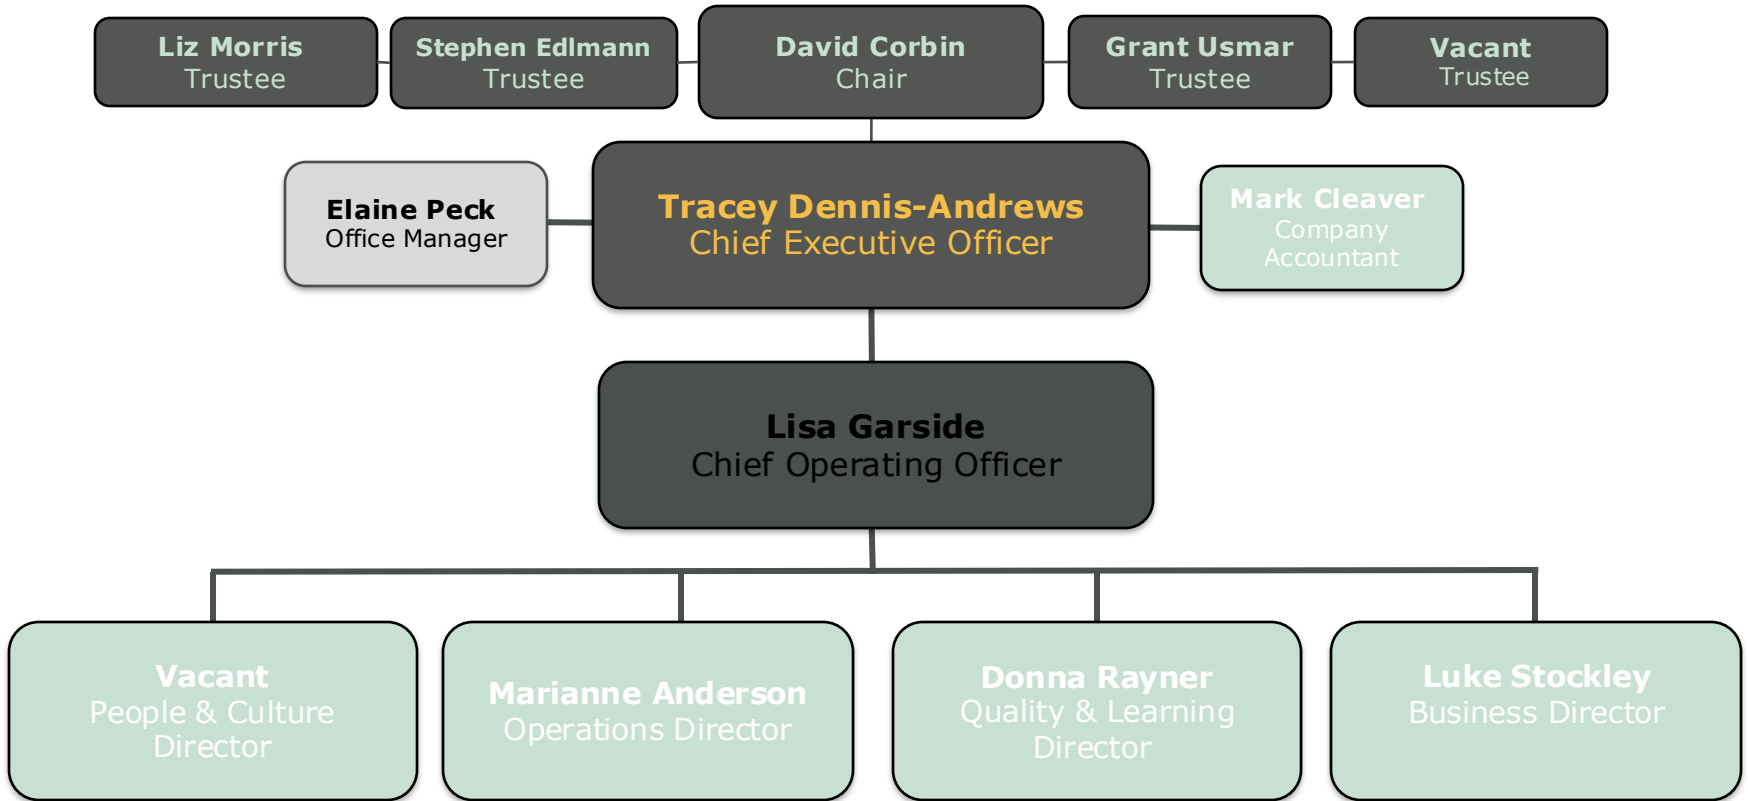 Liz Morris
Trustee
Stephen Edlmann
Trustee
David Corbin
Chair
Grant Usmar
Trustee
Vacant
Trustee
Elaine Peck
Office Manager
Tracey Dennis-Andrews
Chief Executive Officer
Mark Cleaver
Company
Accountant
Lisa Garside
Chief Operating Officer
Vacant
People & Culture
Director
Marianne Anderson
Operations Director
Donna Rayner
Quality & Learning
Director
Luke Stockley
Business Director